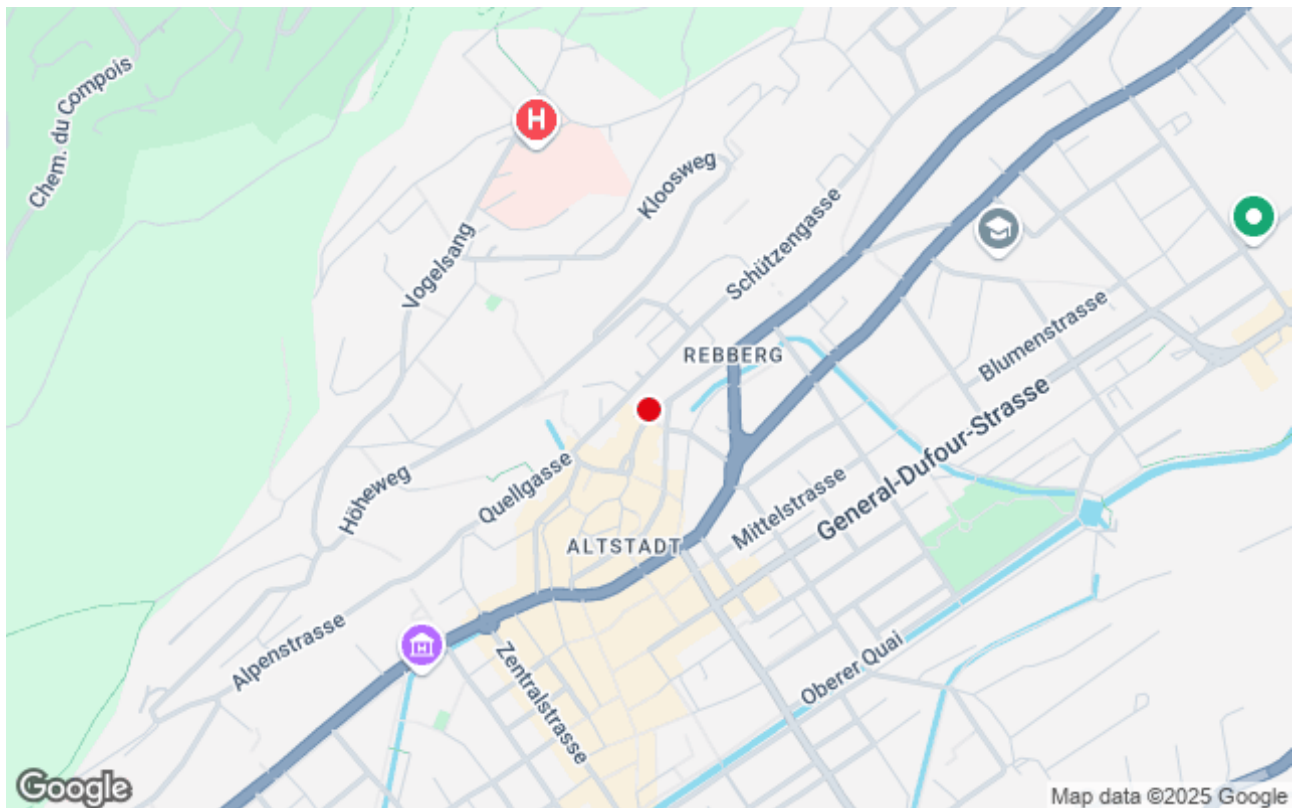 Chem. du Compois
H
Kloosweg
Vogelsang
Schützengasse
REBBERG
Blumenstrasse
General-Dufour-Strasse
Höheweg
Quellgasse
Mittelstrasse
ALTSTADT
Alpenstrasse
Zentralstrasse
Oberer Quai
Google
Map data ©2025 Google